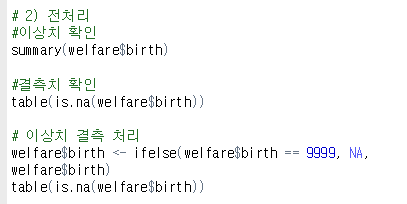 # 2) 전처리
#이상치 확인
summary(welfare$birth)
#결측치 확인
table(is.na(welfare$birth))
# 이상치 결측 처리
welfare$birth <- ifelse(welfare$birth == 9999, NA,
welfare$birth)
table(is.na(welfare$birth))